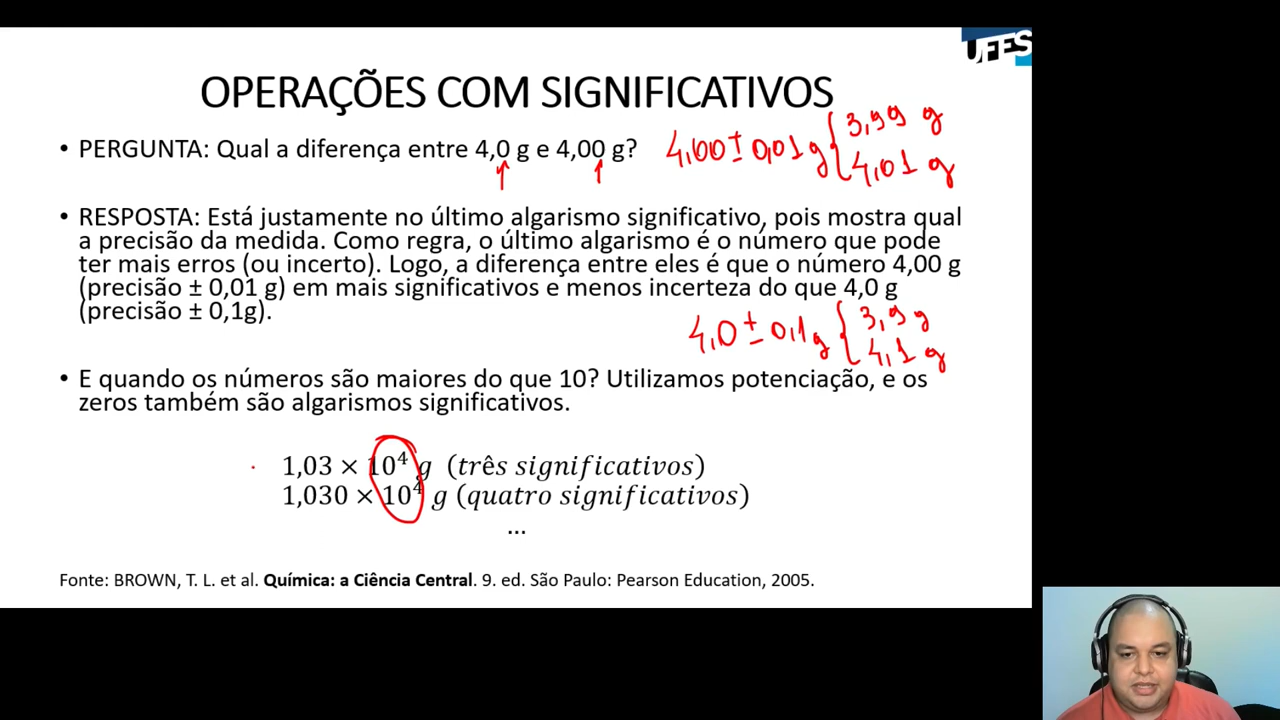 UFES
OPERAÇÕES COM SIGNIFICATIVOS
• PERGUNTA: Qual a diferença entre 4,0 g e 4,00 g?
4,00 ± 0,01 g { 3,99 g
4,01 g
• RESPOSTA: Está justamente no último algarismo significativo, pois mostra qual
a precisão da medida. Como regra, o último algarismo é o número que pode
ter mais erros (ou incerto). Logo, a diferença entre eles é que o número 4,00 g
(precisão ± 0,01 g) em mais significativos e menos incerteza do que 4,0 g
(precisão ± 0,1g).
4,0 ± 0,1 g { 3,9 g
4,1 g
• E quando os números são maiores do que 10? Utilizamos potenciação, e os
zeros também são algarismos significativos.
1,03 × 10⁴ g (três significativos)
1,030 × 10⁴ g (quatro significativos)
...
Fonte: BROWN, T. L. et al. Química: a Ciência Central. 9. ed. São Paulo: Pearson Education, 2005.